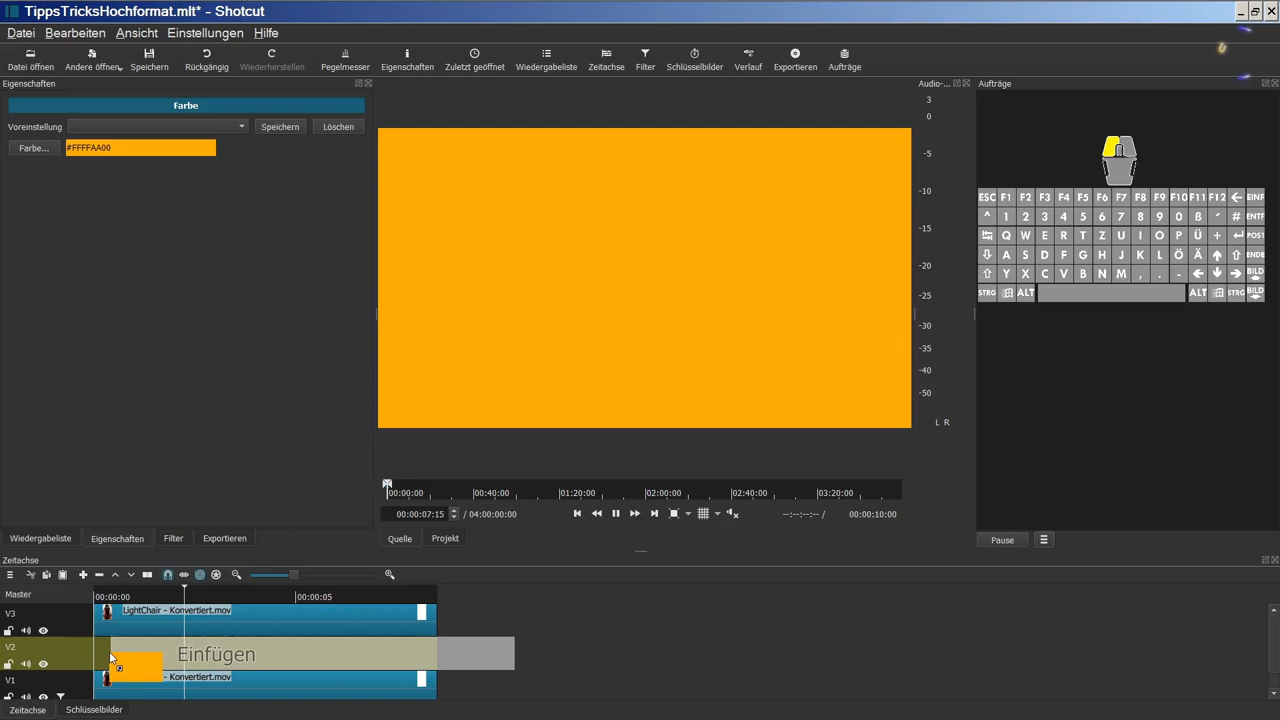 TippsTricksHochformat.mlt* - Shotcut
Datei Bearbeiten Ansicht Einstellungen Hilfe
Datei öffnen Andere öffnen Speichern Rückgängig Wiederherstellen Pegelmesser Eigenschaften Zuletzt geöffnet Wiedergabeliste Zeitachse Filter Schlüsselbilder Verlauf Exportieren Aufträge
Eigenschaften
Farbe
Voreinstellung Speichern Löschen
Farbe... #FFFFAA00
Audio-...
3
0
-5
-10
-15
-20
-25
-30
-35
-40
-50
L R
Aufträge
ESC F1 F2 F3 F4 F5 F6 F7 F8 F9 F10 F11 F12 ← EINF
^ 1 2 3 4 5 6 7 8 9 0 ß ´ # ENTF
Q W E R T Z U I O P Ü + POS1
A S D F G H J K L Ö Ä ENDE
Y X C V B N M , . - BILD
STRG ALT ALT STRG BILD
00:00:00 00:40:00 01:20:00 02:00:00 02:40:00 03:20:00
00:00:07:15 / 04:00:00:00 --:--:--:-- / 00:00:10:00
Wiedergabeliste Eigenschaften Filter Exportieren
Quelle Projekt
Pause
Zeitachse
Master 00:00:00 00:00:05
V3 LightChair - Konvertiert.mov
V2 Einfügen
V1 - Konvertiert.mov
Zeitachse Schlüsselbilder